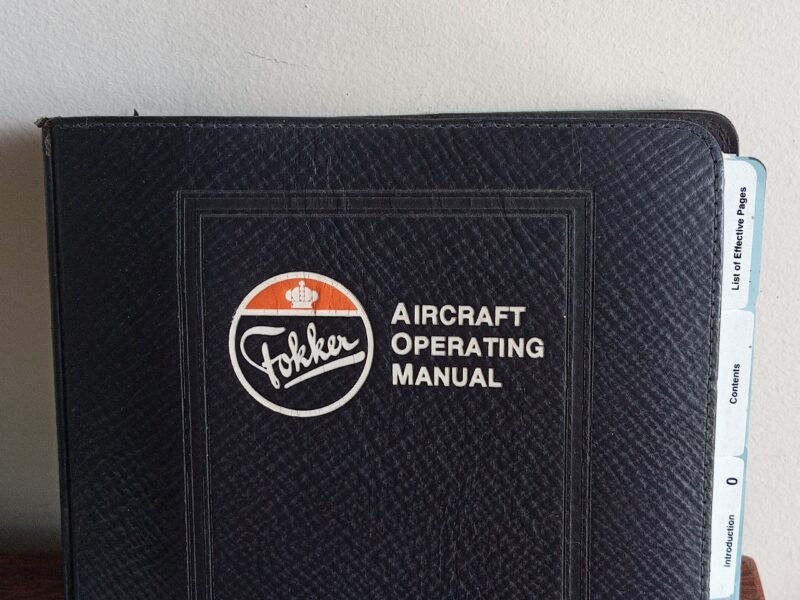 Fokker
AIRCRAFT
OPERATING
MANUAL
List of Effective Pages
Contents
Introduction 0